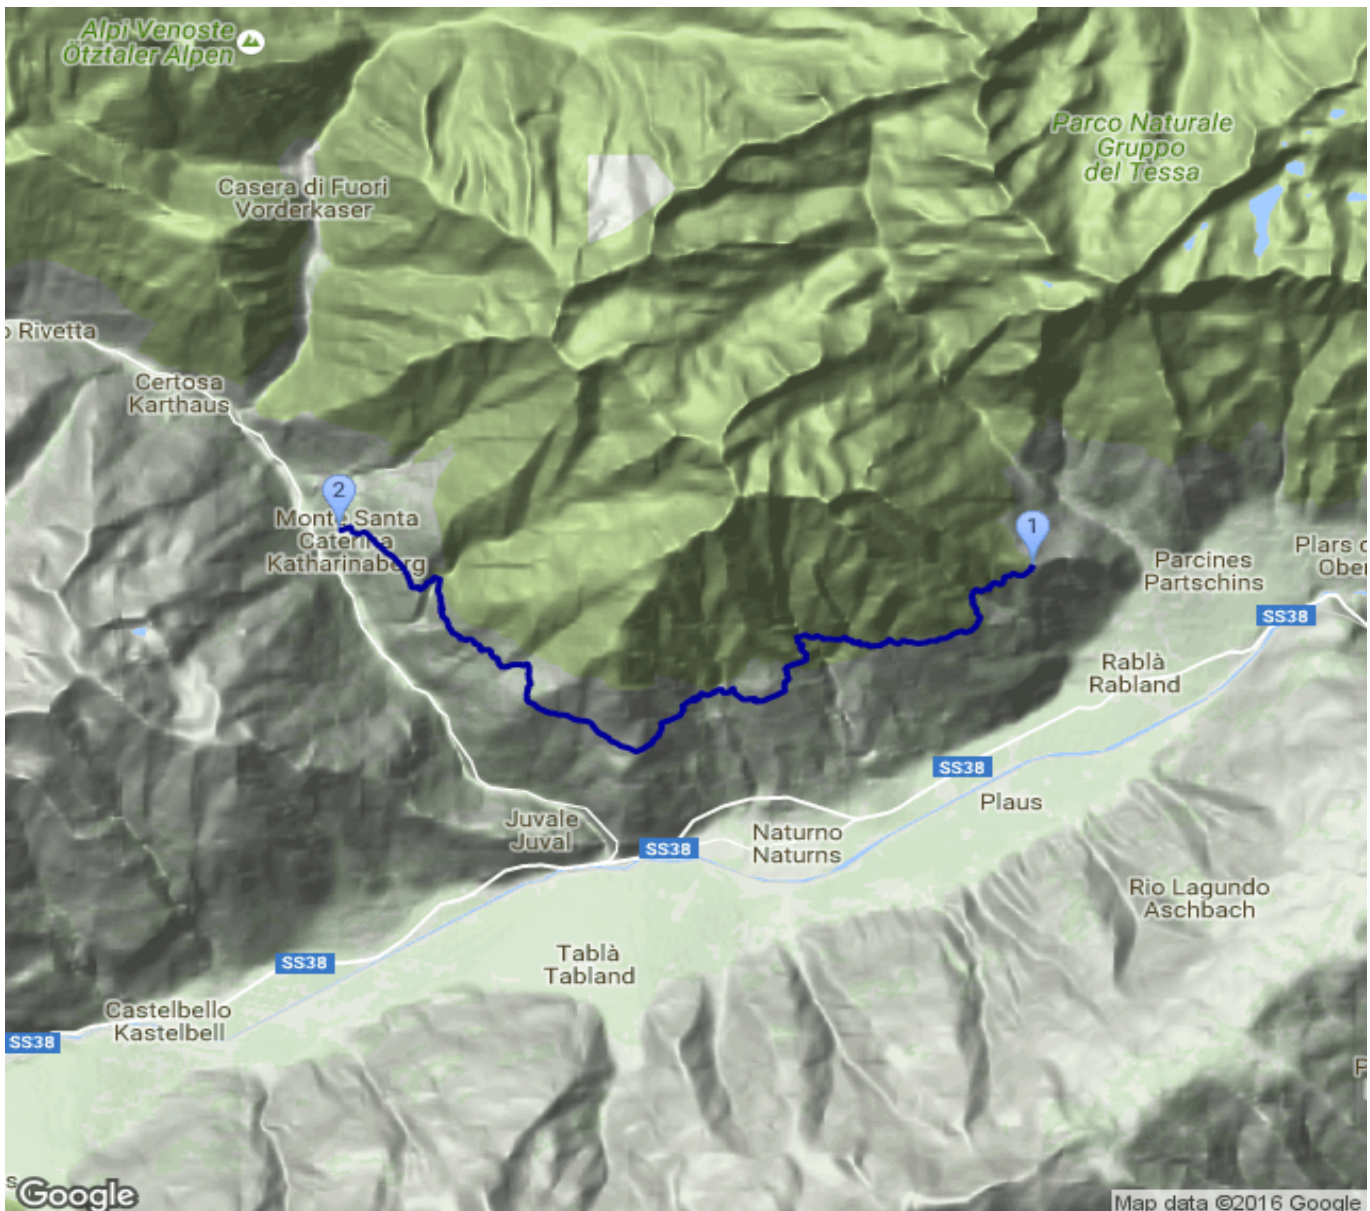 Alpi Venoste
Ötztaler Alpen
Parco Naturale
Gruppo
del Tessa
Casera di Fuori
Vorderkaser
Rivetta
Certosa
Karthaus
2
Monte Santa
Caterina
Katharinaberg
1
Parcines
Partschins
Plars
Ober
SS38
Rablà
Rabland
SS38
Plaus
Juvale
Juval
SS38
Naturno
Naturns
Rio Lagundo
Aschbach
Tablà
Tabland
SS38
Castelbello
Kastelbell
SS38
Google
Map data ©2016 Google